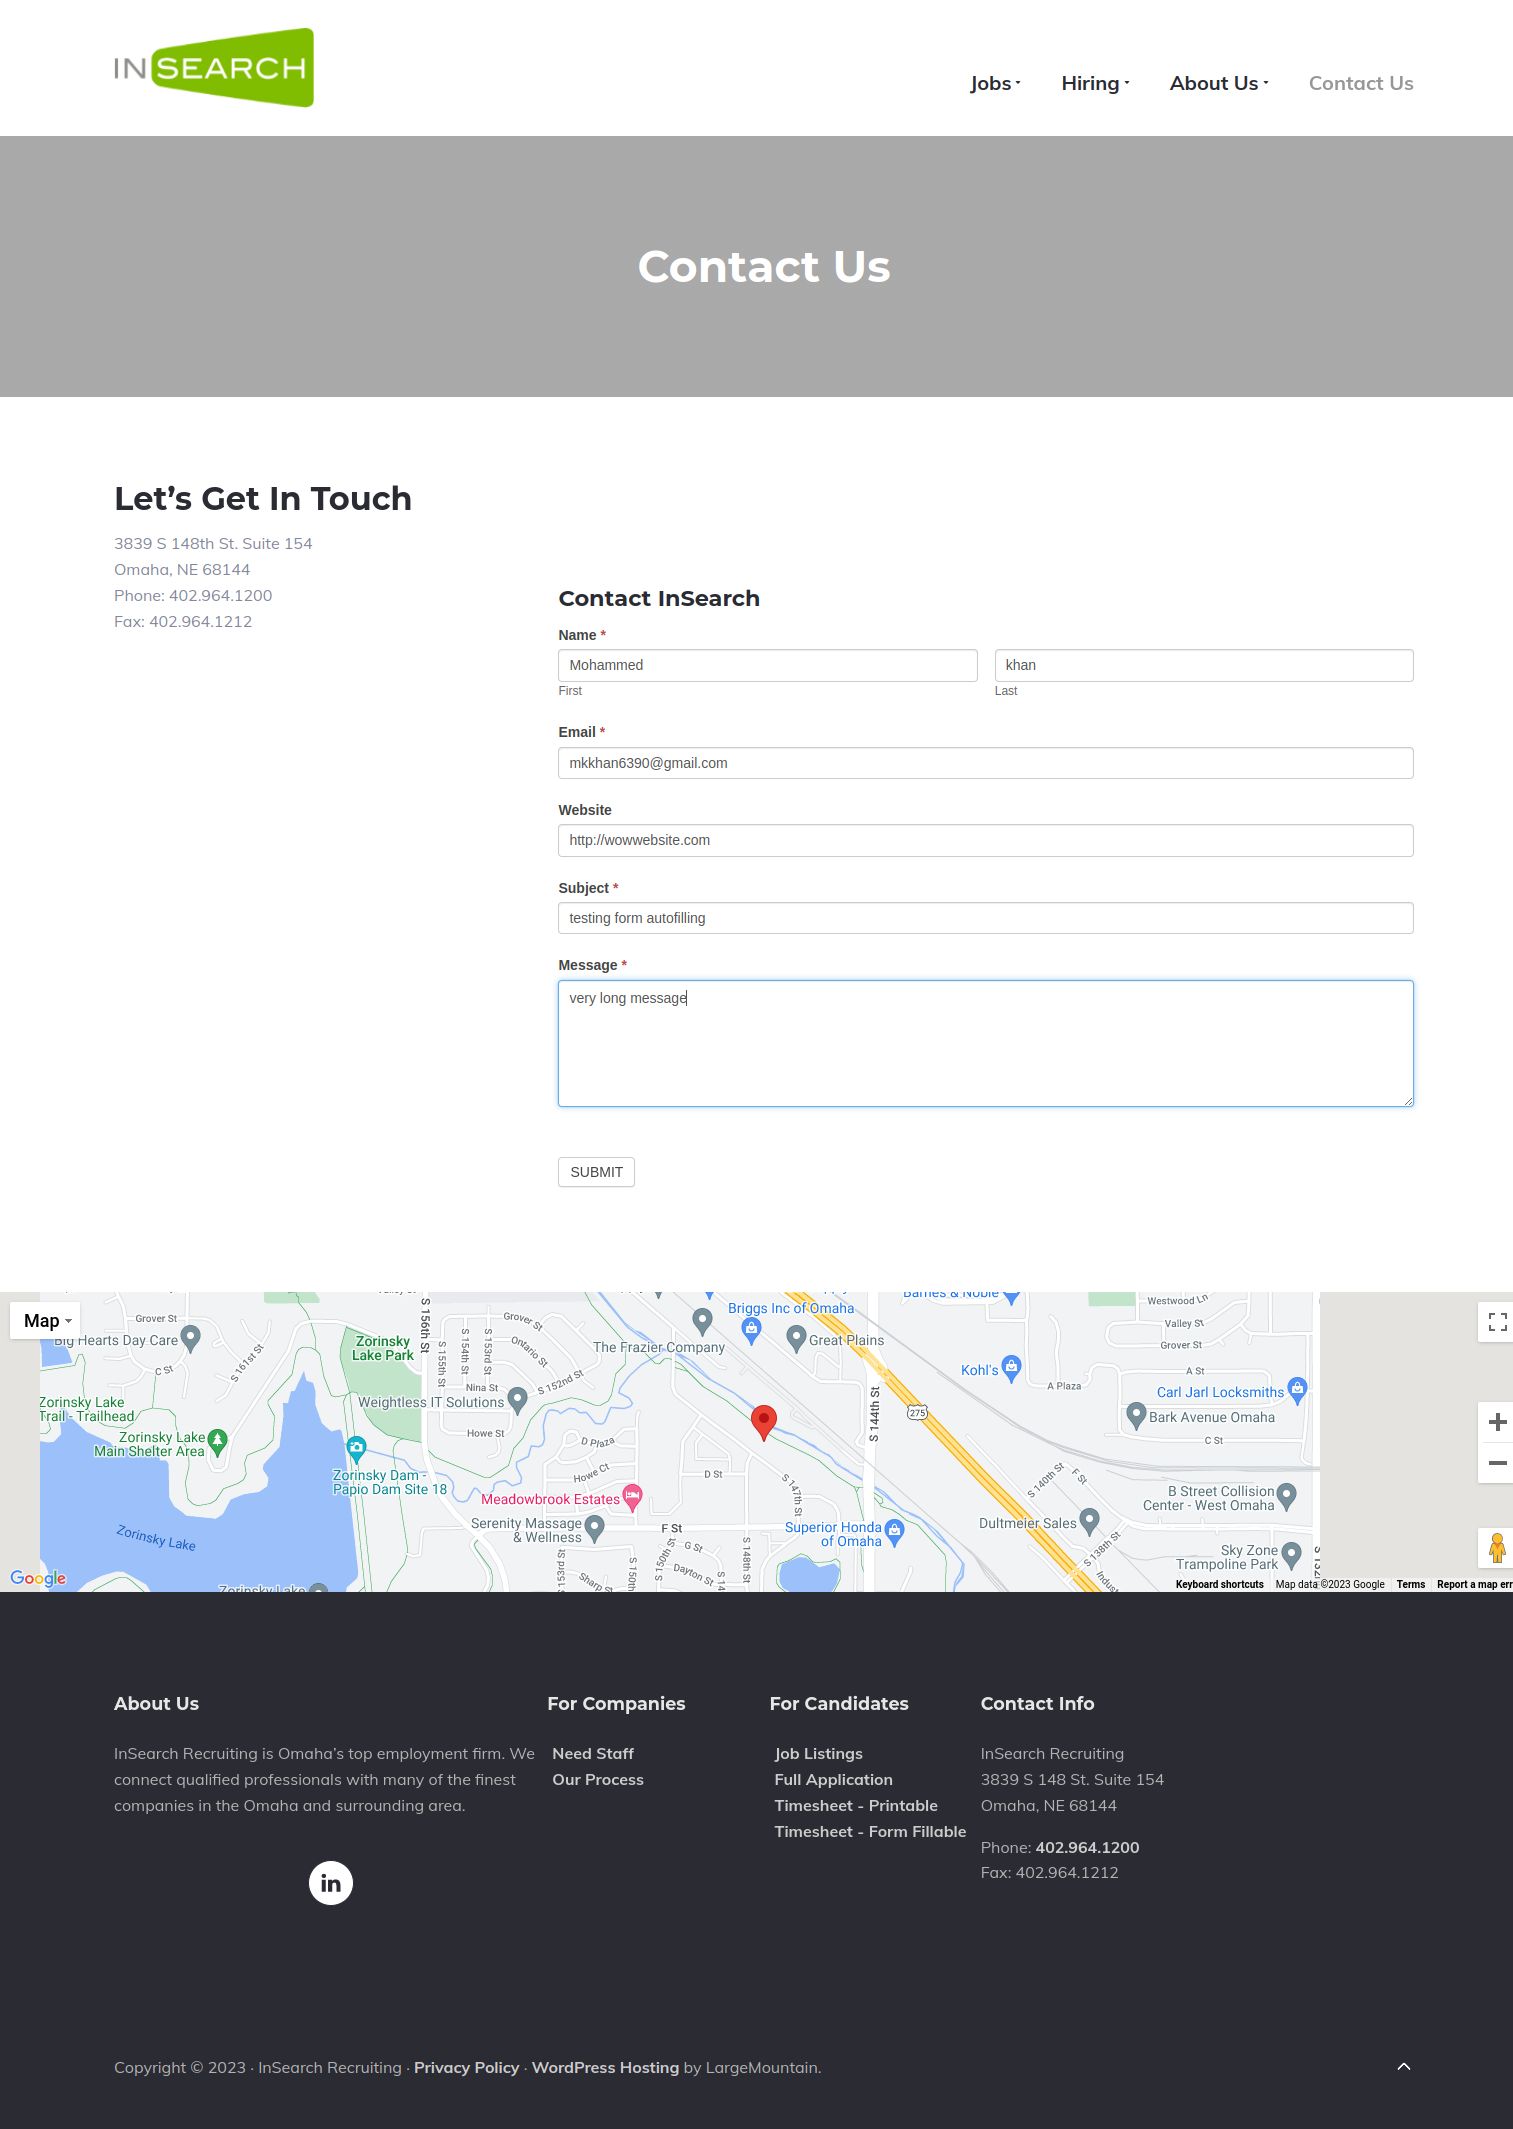 INSEARCH
Jobs
Hiring
About Us
Contact Us
Contact Us
Let’s Get In Touch
3839 S 148th St. Suite 154
Omaha, NE 68144
Phone: 402.964.1200
Fax: 402.964.1212
Contact InSearch
Name *
Mohammed
khan
First
Last
Email *
mkkhan6390@gmail.com
Website
http://wowwebsite.com
Subject *
testing form autofilling
Message *
very long message
SUBMIT
Map
Grover St
Big Hearts Day Care
C St
S 161st St
Zorinsky
Lake Park
Zorinsky Lake
Trail - Trailhead
Zorinsky Lake
Main Shelter Area
Zorinsky Lake
Zorinsky Dam -
Papio Dam Site 18
Weightless IT Solutions
S 156th St
S 155th St
S 154th St
S 153rd St
Grover St
Ontario St
Nina St
S 152nd St
Howe St
D Plaza
Howe Ct
D St
Meadowbrook Estates
Serenity Massage
& Wellness
F St
S 153rd St
Sharp St
S 150th St
S 150th St
G St
Dayton St
S 148th St
S 147th St
The Frazier Company
Briggs Inc of Omaha
Great Plains
Barnes & Noble
Kohl's
S 144th St
275
Superior Honda
of Omaha
Westwood Ln
Valley St
Grover St
A St
A Plaza
Carl Jarl Locksmiths
Bark Avenue Omaha
C St
S 140th St
F St
B Street Collision
Center - West Omaha
Dultmeier Sales
S 138th St
Sky Zone
Trampoline Park
Zorinsky Lake
Google
Keyboard shortcuts
Map data ©2023 Google
Terms
Report a map err
About Us
InSearch Recruiting is Omaha’s top employment firm. We
connect qualified professionals with many of the finest
companies in the Omaha and surrounding area.
in
For Companies
Need Staff
Our Process
For Candidates
Job Listings
Full Application
Timesheet - Printable
Timesheet - Form Fillable
Contact Info
InSearch Recruiting
3839 S 148 St. Suite 154
Omaha, NE 68144
Phone: 402.964.1200
Fax: 402.964.1212
Copyright © 2023 · InSearch Recruiting · Privacy Policy · WordPress Hosting by LargeMountain.